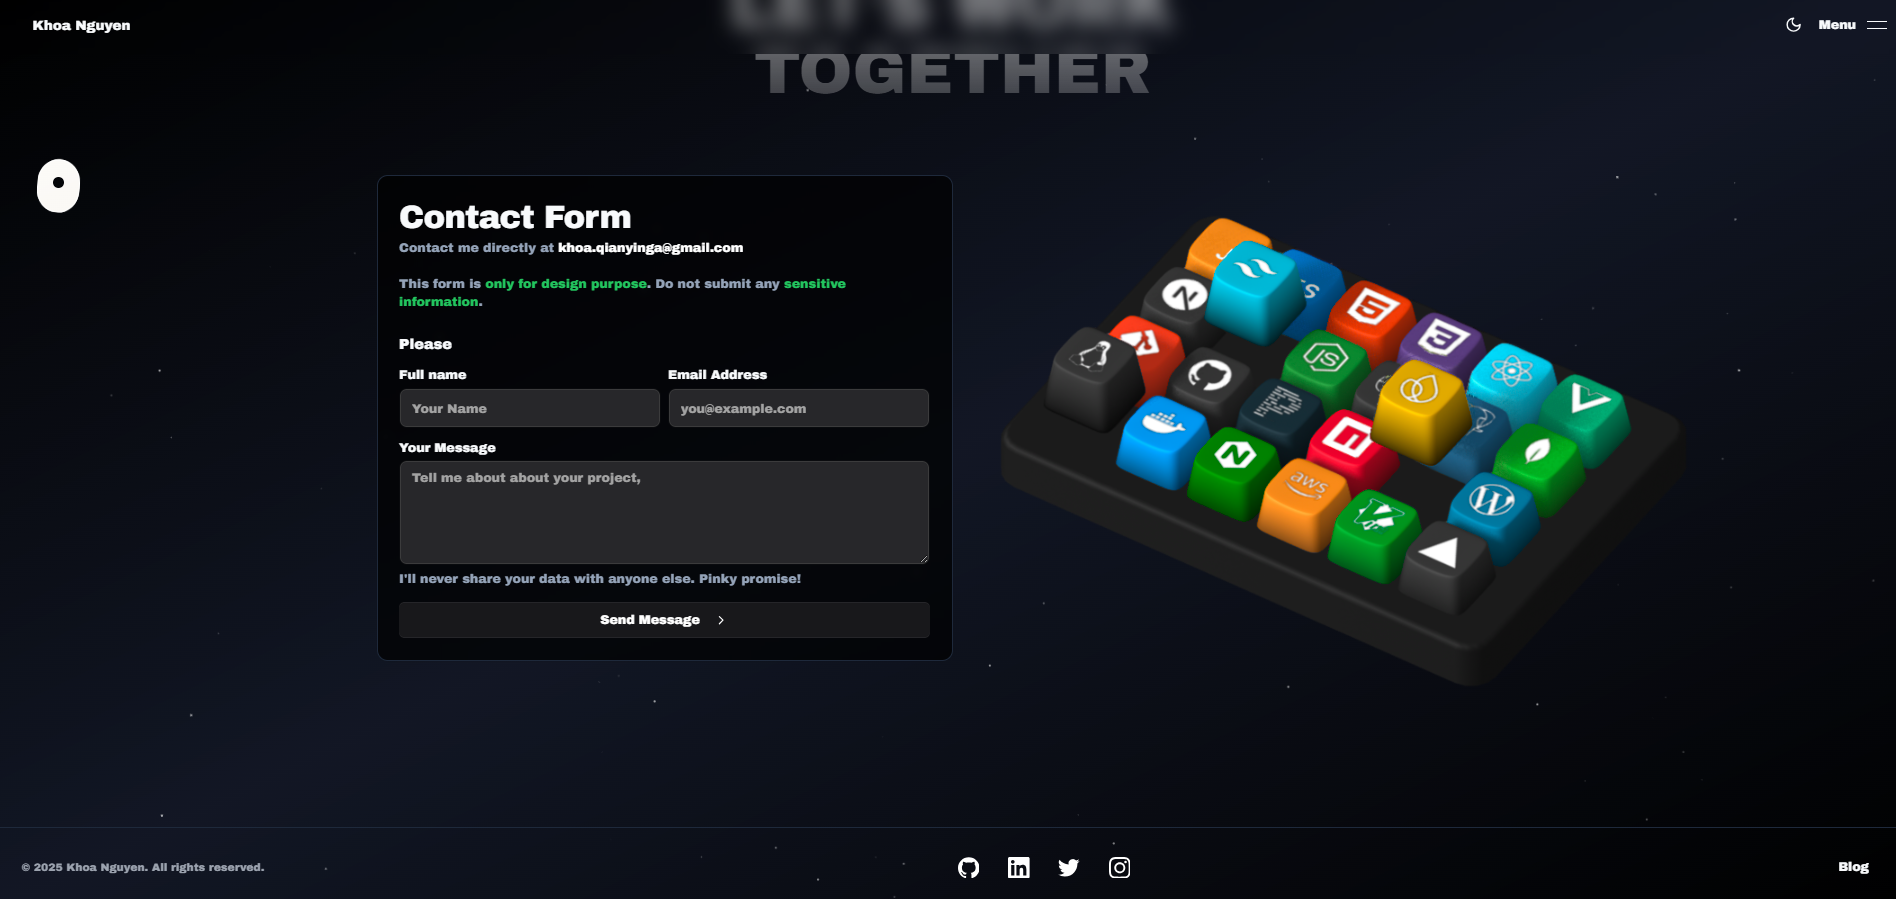 Khoa Nguyen
Menu
LET'S WORK
TOGETHER
Contact Form
Contact me directly at khoa.qianyinga@gmail.com
This form is only for design purpose. Do not submit any sensitive
information.
Please
Full name
Email Address
Your Name
you@example.com
Your Message
Tell me about about your project,
I'll never share your data with anyone else. Pinky promise!
Send Message
JS
aws
© 2025 Khoa Nguyen. All rights reserved.
Blog